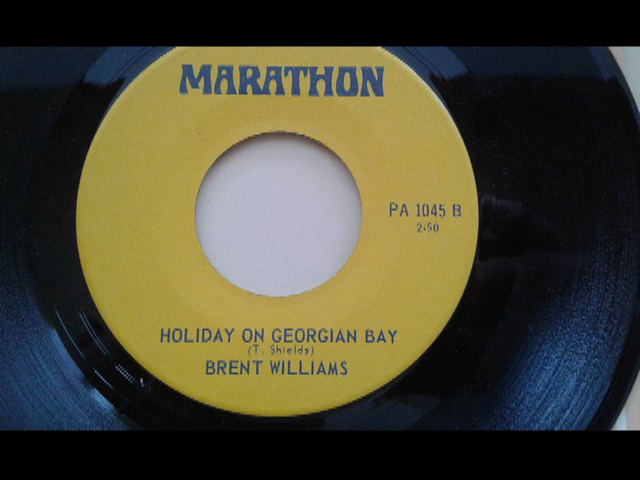 MARATHON
PA 1045 B
2:50
HOLIDAY ON GEORGIAN BAY
(T. Shields)
BRENT WILLIAMS